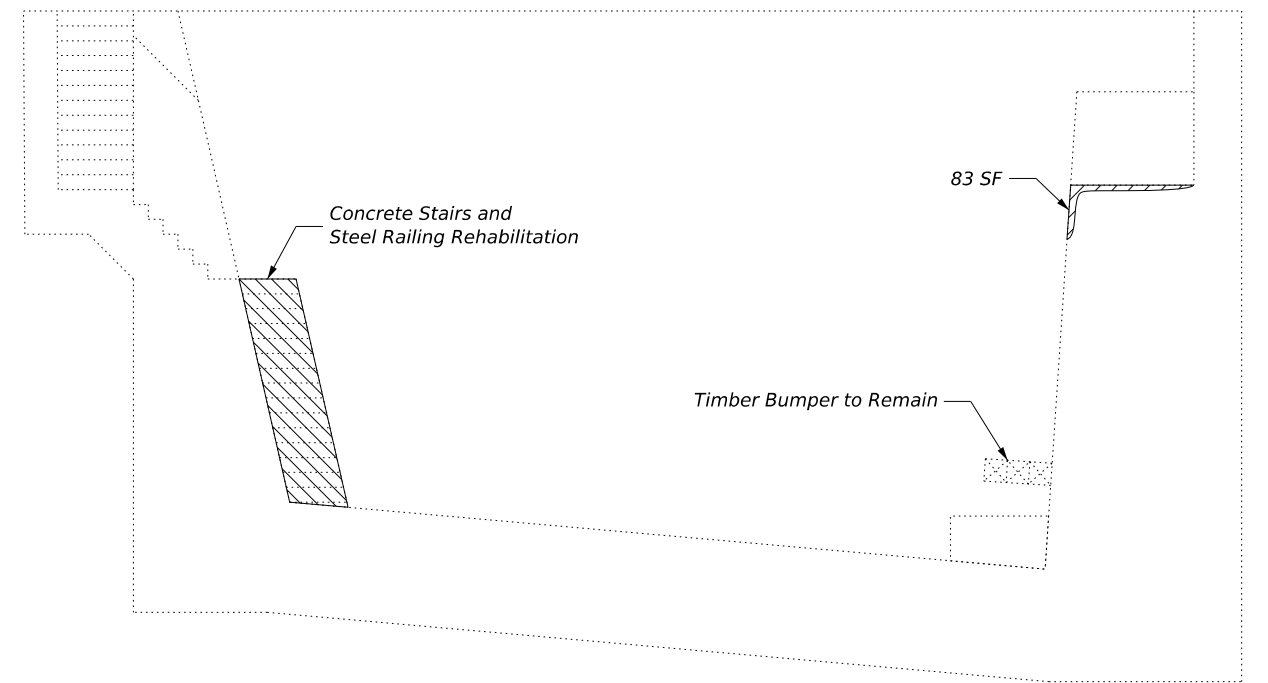 83 SF
Concrete Stairs and
Steel Railing Rehabilitation
Timber Bumper to Remain